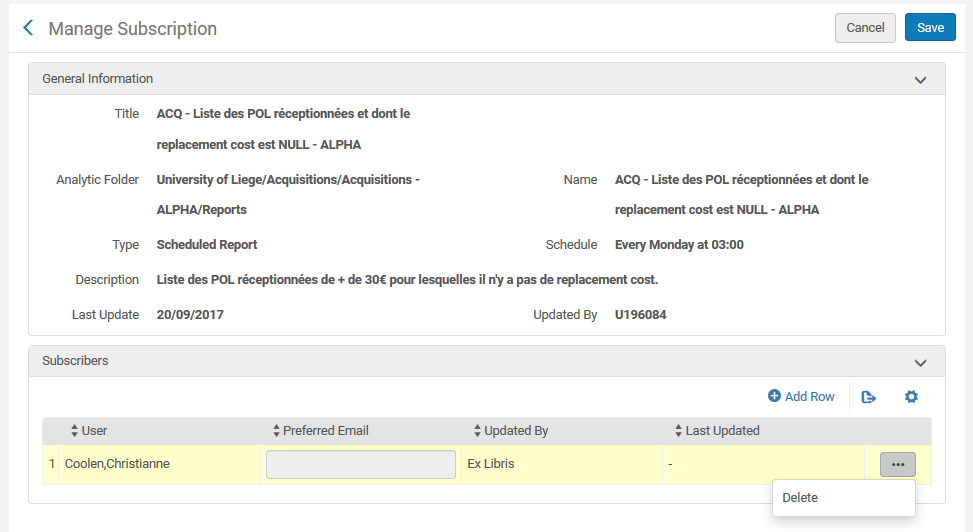 Manage Subscription
Cancel
Save
General Information
Title
ACQ - Liste des POL réceptionnées et dont le
replacement cost est NULL - ALPHA
Analytic Folder
University of Liege/Acquisitions/Acquisitions -
ALPHA/Reports
Name
ACQ - Liste des POL réceptionnées et dont le
replacement cost est NULL - ALPHA
Type
Scheduled Report
Schedule
Every Monday at 03:00
Description
Liste des POL réceptionnées de + de 30€ pour lesquelles il n'y a pas de replacement cost.
Last Update
20/09/2017
Updated By
U196084
Subscribers
Add Row
User
Preferred Email
Updated By
Last Updated
1
Coolen,Christianne
Ex Libris
-
Delete